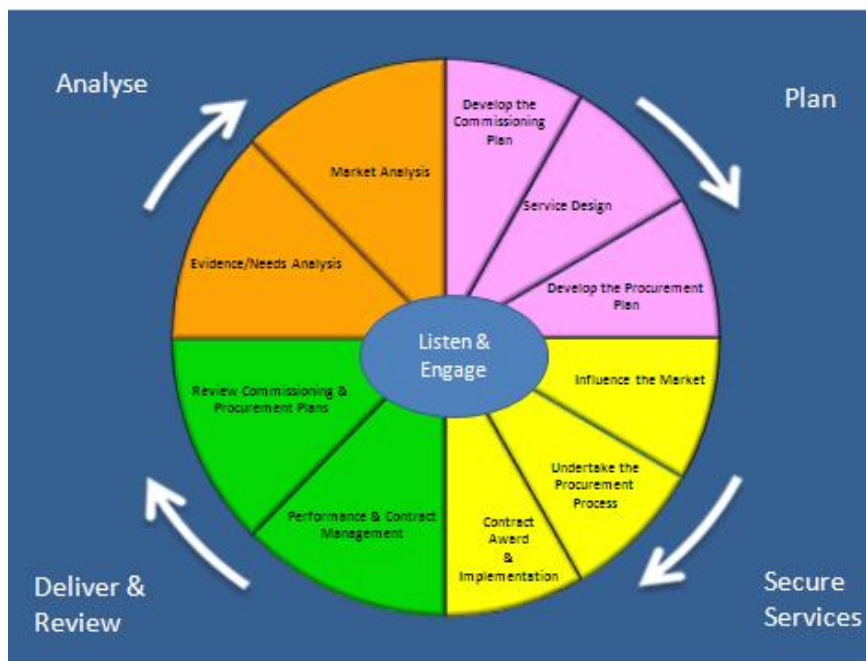 Analyse
Plan
Develop the
Commissioning
Plan
Market Analysis
Service Design
Evidence/Needs Analysis
Develop the Procurement
Plan
Listen &
Engage
Influence the Market
Review Commissioning &
Procurement Plans
Undertake the
Procurement
Process
Performance & Contract
Management
Contract
Award
&
Implementation
Deliver &
Review
Secure
Services